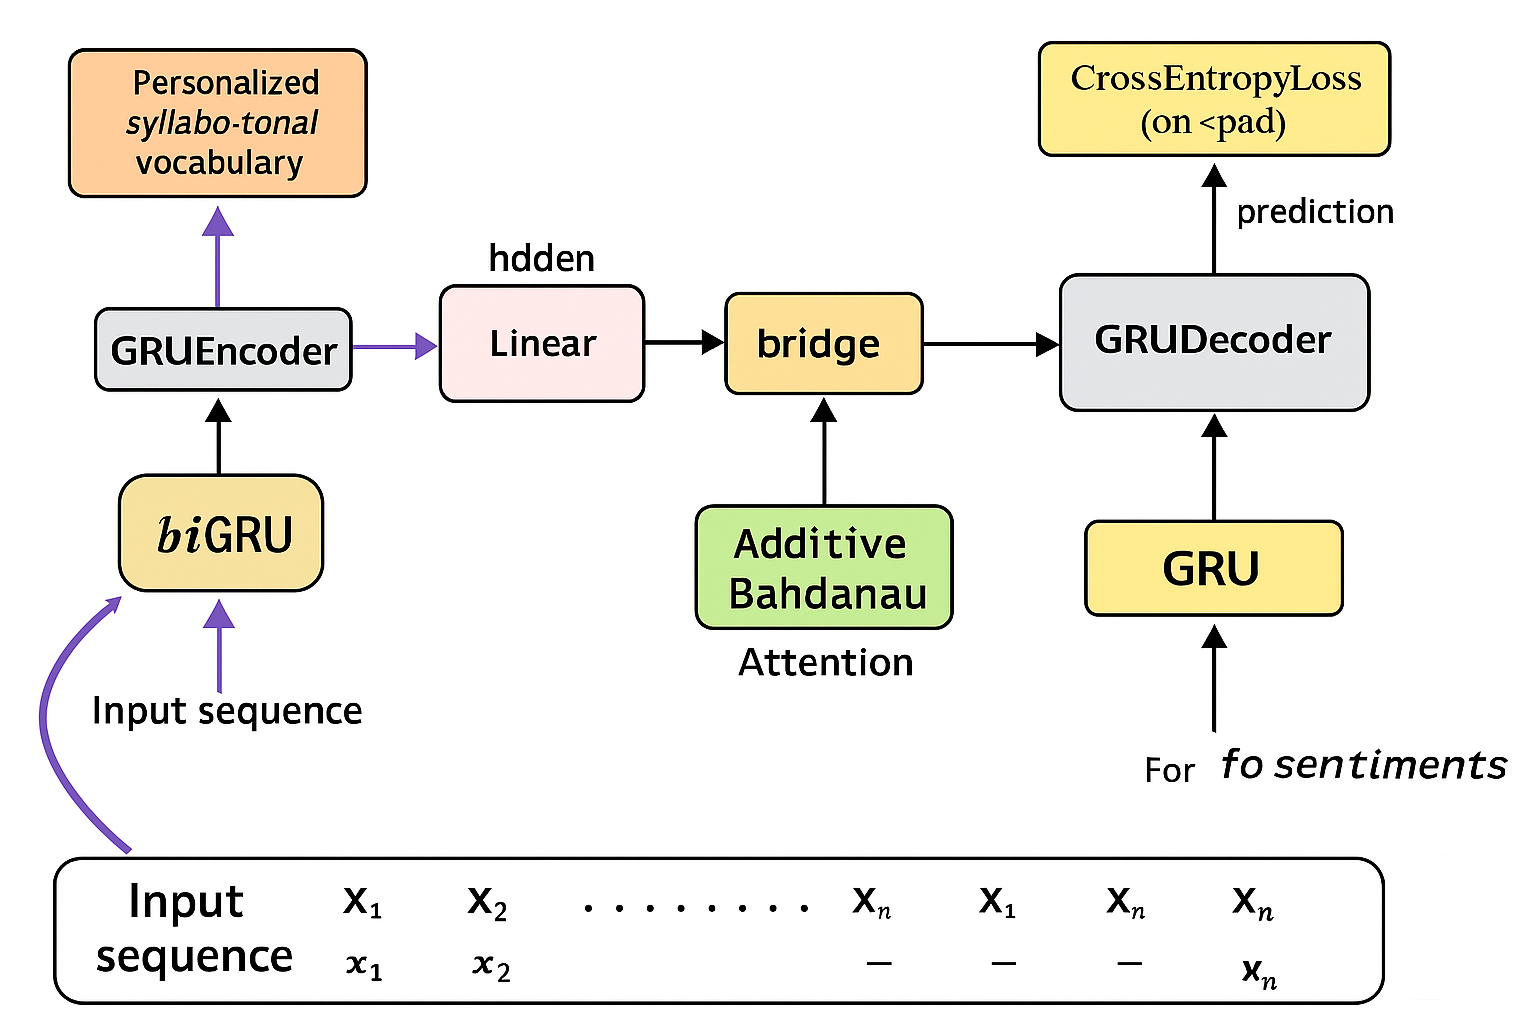 Personalized
syllabo-tonal
vocabulary
CrossEntropyLoss
(on <pad)
prediction
hdden
GRUEncoder
Linear
bridge
GRUDecoder
biGRU
Additive
Bahdanau
Attention
GRU
Input sequence
For fo sentiments
Input
sequence
X₁ X₂ . . . . . . . . Xₙ X₁ Xₙ Xₙ
x₁ x₂ – – – xₙ